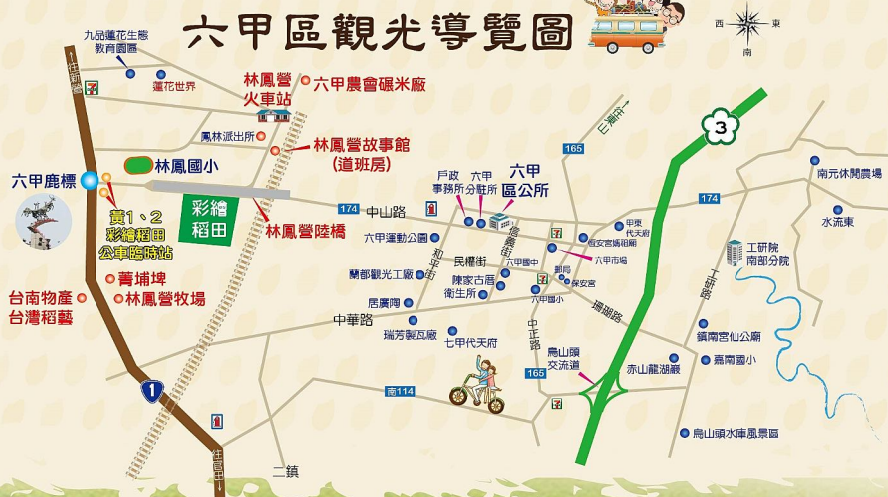 六甲區觀光導覽圖
西
東
南
九品蓮花生態
教育園區
蓮花世界
往新營
7
林鳳營
火車站
六甲農會碾米廠
鳳林派出所
林鳳營故事館
(道班房)
林鳳國小
六甲鹿標
彩繪
稻田
黃1、2
彩繪稻田
公車臨時站
林鳳營陸橋
菁埔埤
林鳳營牧場
台南物產
台灣稻藝
1
往官田
二鎮
174
中山路
戶政
事務所
六甲
分駐所
六甲
區公所
165
往東山
3
174
南元休閒農場
水流東
六甲運動公園
和平街
信義街
民權街
六甲國中
7
恆安宮媽祖廟
甲東
代天府
六甲市場
工研院
南部分院
工研路
蘭都觀光工廠
陳家古厝
衛生所
7
郵局
保安宮
六甲國小
珊瑚路
居廣陶
中華路
瑞芳製瓦廠
七甲代天府
中正路
烏山頭
交流道
165
南114
7
鎮南宮仙公廟
赤山龍湖巖
嘉南國小
烏山頭水庫風景區